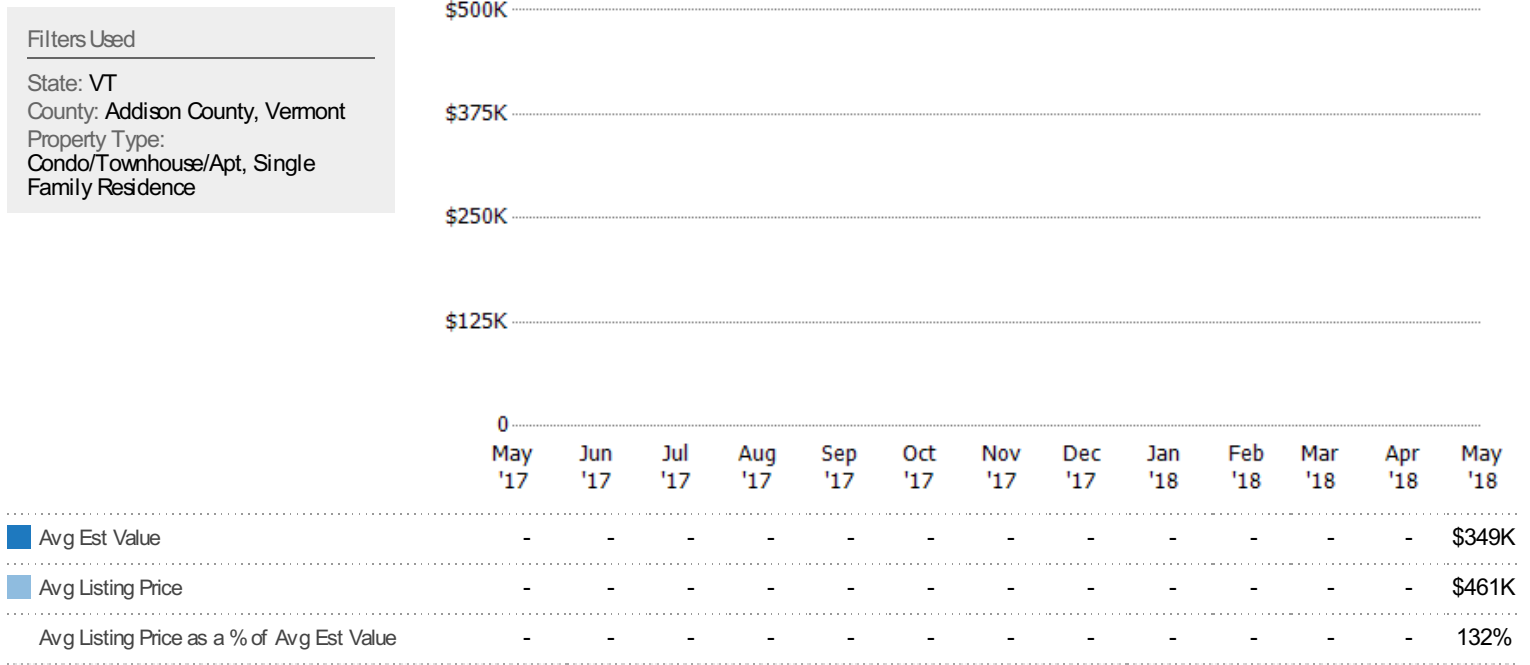 Filters Used
State: VT
County: Addison County, Vermont
Property Type:
Condo/Townhouse/Apt, Single
Family Residence
$500K
$375K
$250K
$125K
0
May Jun Jul Aug Sep Oct Nov Dec Jan Feb Mar Apr May
'17 '17 '17 '17 '17 '17 '17 '17 '18 '18 '18 '18 '18
Avg Est Value - - - - - - - - - - - - $349K
Avg Listing Price - - - - - - - - - - - - $461K
Avg Listing Price as a % of Avg Est Value - - - - - - - - - - - - 132%